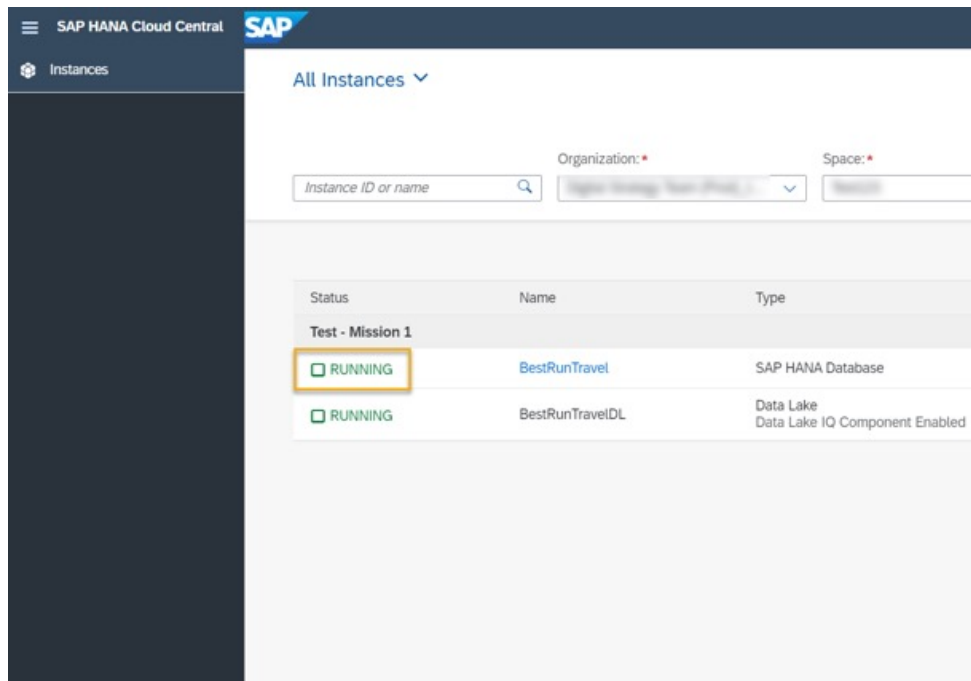 SAP HANA Cloud Central
SAP
Instances
All Instances
Organization:*
Space:*
Instance ID or name
Status Name Type
Test - Mission 1
RUNNING BestRunTravel SAP HANA Database
RUNNING BestRunTravelDL Data Lake
Data Lake IQ Component Enabled